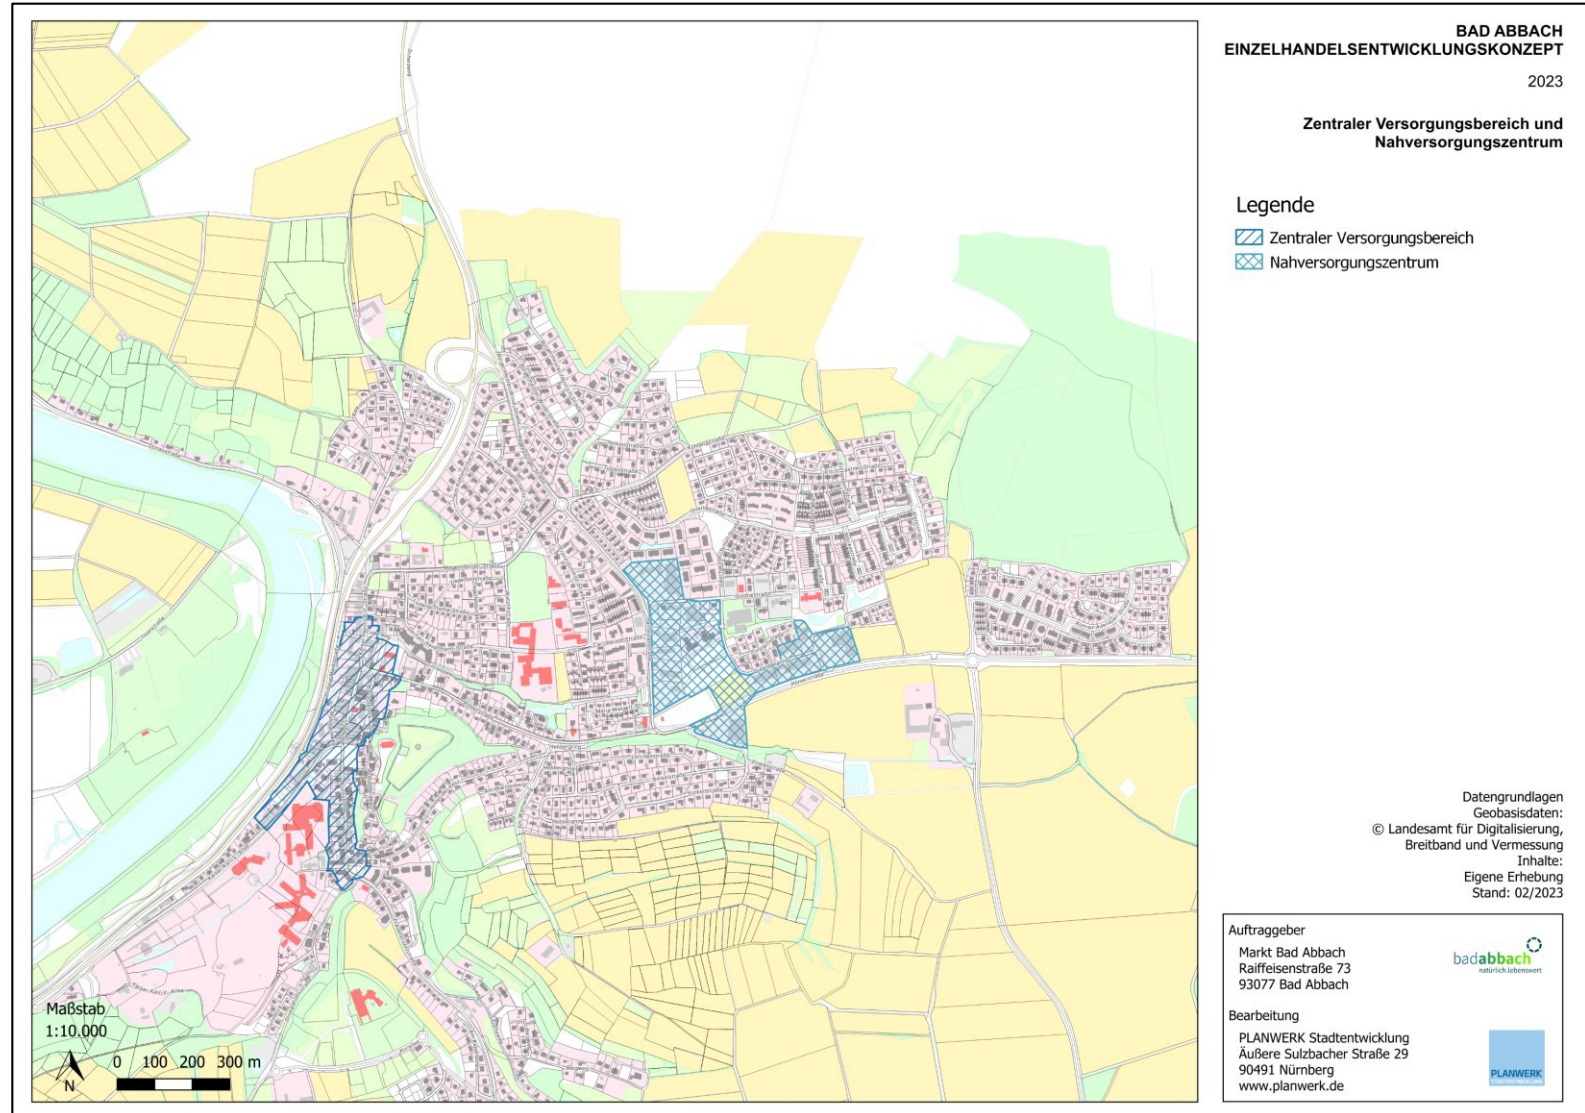 BAD ABBACH
EINZELHANDELSENTWICKLUNGSKONZEPT
2023
Zentraler Versorgungsbereich und
Nahversorgungszentrum
Legende
Zentraler Versorgungsbereich
Nahversorgungszentrum
Datengrundlagen
Geobasisdaten:
© Landesamt für Digitalisierung,
Breitband und Vermessung
Inhalte:
Eigene Erhebung
Stand: 02/2023
Auftraggeber
Markt Bad Abbach
Raiffeisenstraße 73
93077 Bad Abbach
badabbach
natürlich.lebenswert
Bearbeitung
PLANWERK Stadtentwicklung
Äußere Sulzbacher Straße 29
90491 Nürnberg
www.planwerk.de
PLANWERK
STADTENTWICKLUNG
Maßstab
1:10.000
0 100 200 300 m
N
Römerstraße